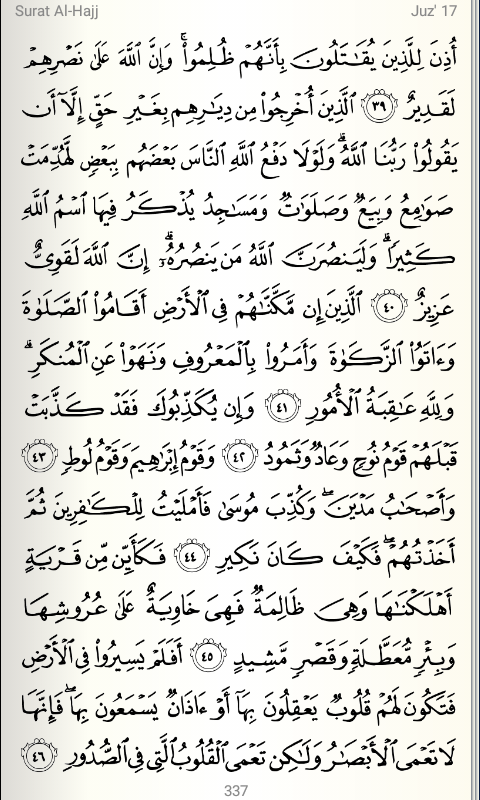 Surat Al-Hajj Juz' 17
أُذِنَ لِلَّذِينَ يُقَـٰتَلُونَ بِأَنَّهُمْ ظُلِمُوا۟ ۚ وَإِنَّ ٱللَّهَ عَلَىٰ نَصْرِهِمْ
لَقَدِيرٌ ٣٩ ٱلَّذِينَ أُخْرِجُوا۟ مِن دِيَـٰرِهِم بِغَيْرِ حَقٍّ إِلَّآ أَن
يَقُولُوا۟ رَبُّنَا ٱللَّهُ ۗ وَلَوْلَا دَفْعُ ٱللَّهِ ٱلنَّاسَ بَعْضَهُم بِبَعْضٍ لَّهُدِّمَتْ
صَوَٰمِعُ وَبِيَعٌ وَصَلَوَٰتٌ وَمَسَـٰجِدُ يُذْكَرُ فِيهَا ٱسْمُ ٱللَّهِ
كَثِيرًا ۗ وَلَيَنصُرَنَّ ٱللَّهُ مَن يَنصُرُهُۥٓ ۗ إِنَّ ٱللَّهَ لَقَوِىٌّ
عَزِيزٌ ٤٠ ٱلَّذِينَ إِن مَّكَّنَّـٰهُمْ فِى ٱلْأَرْضِ أَقَامُوا۟ ٱلصَّلَوٰةَ
وَءَاتَوُا۟ ٱلزَّكَوٰةَ وَأَمَرُوا۟ بِٱلْمَعْرُوفِ وَنَهَوْا۟ عَنِ ٱلْمُنكَرِ ۗ
وَلِلَّهِ عَـٰقِبَةُ ٱلْأُمُورِ ٤١ وَإِن يُكَذِّبُوكَ فَقَدْ كَذَّبَتْ
قَبْلَهُمْ قَوْمُ نُوحٍ وَعَادٌ وَثَمُودُ ٤٢ وَقَوْمُ إِبْرَٰهِيمَ وَقَوْمُ لُوطٍ ٤٣
وَأَصْحَـٰبُ مَدْيَنَ ۖ وَكُذِّبَ مُوسَىٰ فَأَمْلَيْتُ لِلْكَـٰفِرِينَ ثُمَّ
أَخَذْتُهُمْ ۖ فَكَيْفَ كَانَ نَكِيرِ ٤٤ فَكَأَيِّن مِّن قَرْيَةٍ
أَهْلَكْنَـٰهَا وَهِىَ ظَالِمَةٌ فَهِىَ خَاوِيَةٌ عَلَىٰ عُرُوشِهَا
وَبِئْرٍ مُّعَطَّلَةٍ وَقَصْرٍ مَّشِيدٍ ٤٥ أَفَلَمْ يَسِيرُوا۟ فِى ٱلْأَرْضِ
فَتَكُونَ لَهُمْ قُلُوبٌ يَعْقِلُونَ بِهَآ أَوْ ءَاذَانٌ يَسْمَعُونَ بِهَا ۖ فَإِنَّهَا
لَا تَعْمَى ٱلْأَبْصَـٰرُ وَلَـٰكِن تَعْمَى ٱلْقُلُوبُ ٱلَّتِى فِى ٱلصُّدُورِ ٤٦
337